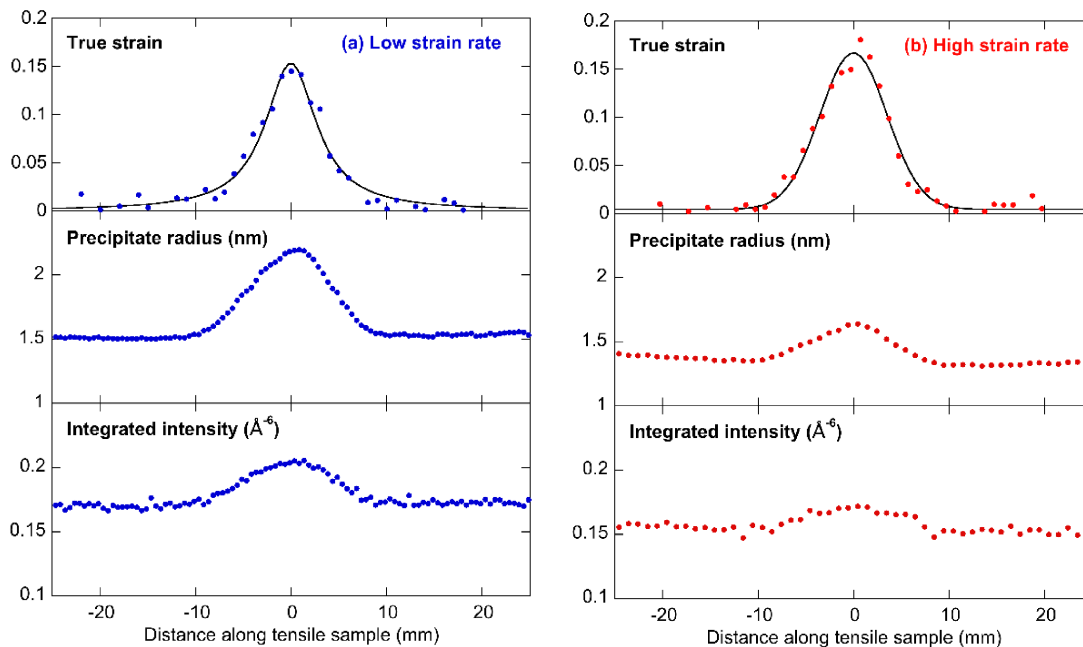 0.2
True strain
(a) Low strain rate
0.15
0.1
0.05
0
Precipitate radius (nm)
2
1.5
1
Integrated intensity (Å⁻⁶)
0.2
0.15
0.1
-20 -10 0 10 20
Distance along tensile sample (mm)
0.2
True strain
(b) High strain rate
0.15
0.1
0.05
0
Precipitate radius (nm)
2
1.5
1
Integrated intensity (Å⁻⁶)
0.2
0.15
0.1
-20 -10 0 10 20
Distance along tensile sample (mm)